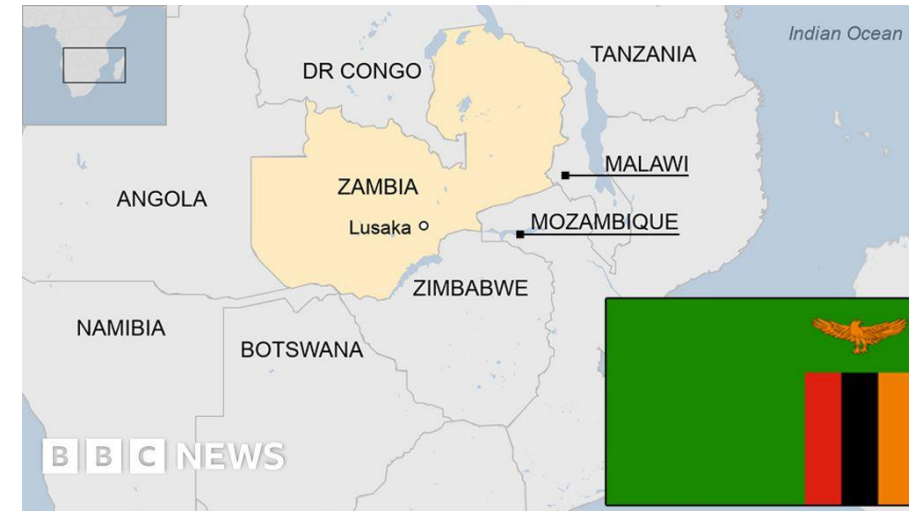 Indian Ocean
TANZANIA
DR CONGO
MALAWI
ZAMBIA
ANGOLA
MOZAMBIQUE
Lusaka
ZIMBABWE
NAMIBIA
BOTSWANA
BBC NEWS